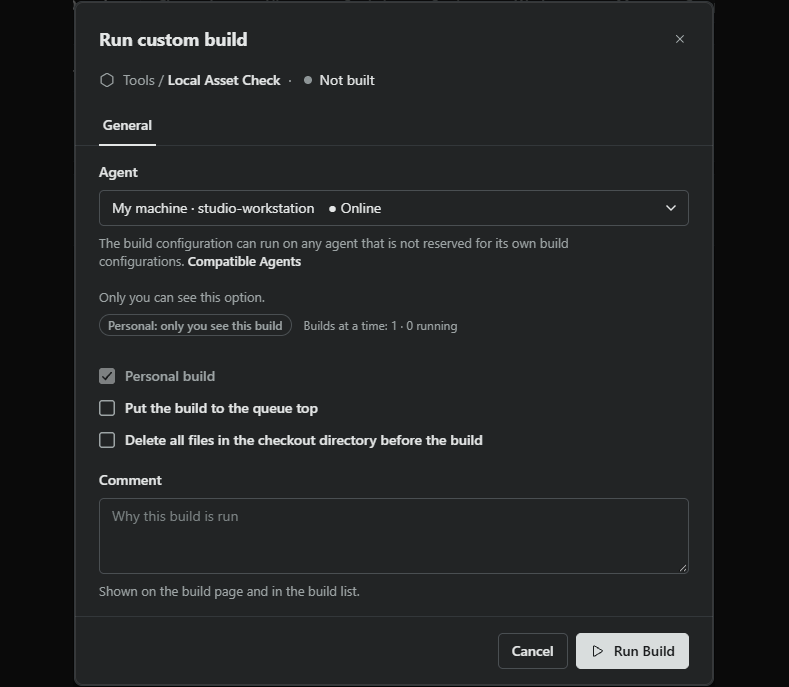 Run custom build
Tools / Local Asset Check · Not built
General
Agent
My machine · studio-workstation Online
The build configuration can run on any agent that is not reserved for its own build
configurations. Compatible Agents
Only you can see this option.
Personal: only you see this build Builds at a time: 1 · 0 running
Personal build
Put the build to the queue top
Delete all files in the checkout directory before the build
Comment
Why this build is run
Shown on the build page and in the build list.
Cancel Run Build